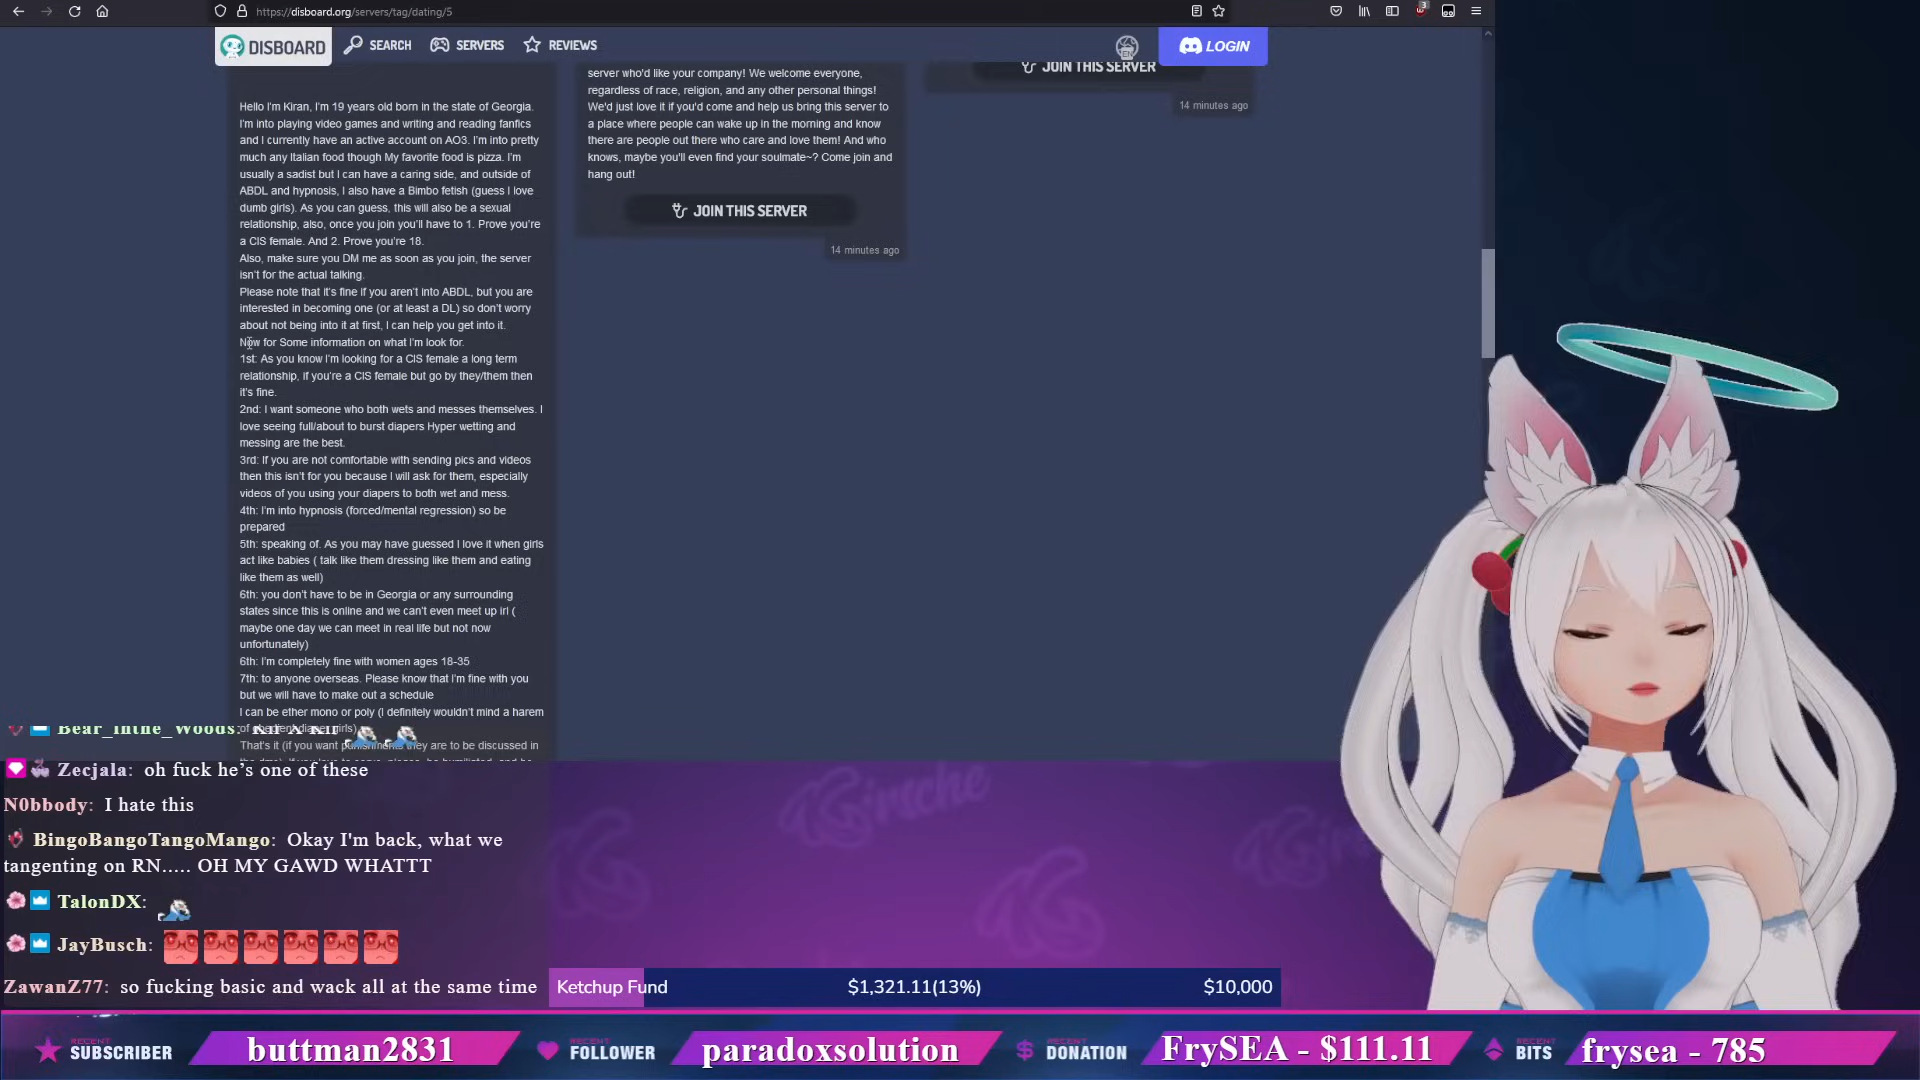 https://disboard.org/servers/tag/dating/5
3
DISBOARD
SEARCH
SERVERS
REVIEWS
LOGIN
Hello I'm Kiran, I'm 19 years old born in the state of Georgia.
I'm into playing video games and writing and reading fanfics
and I currently have an active account on AO3. I'm into pretty
much any Italian food though My favorite food is pizza. I'm
usually a sadist but I can have a caring side, and outside of
ABDL and hypnosis, I also have a Bimbo fetish (guess I love
dumb girls). As you can guess, this will also be a sexual
relationship, also, once you join you'll have to 1. Prove you're
a CIS female. And 2. Prove you're 18.
Also, make sure you DM me as soon as you join, the server
isn't for the actual talking.
Please note that it's fine if you aren't into ABDL, but you are
interested in becoming one (or at least a DL) so don't worry
about not being into it at first, I can help you get into it.
Now for Some information on what I'm look for.
1st: As you know I'm looking for a CIS female a long term
relationship, if you're a CIS female but go by they/them then
it's fine.
2nd: I want someone who both wets and messes themselves. I
love seeing full/about to burst diapers Hyper wetting and
messing are the best.
3rd: If you are not comfortable with sending pics and videos
then this isn't for you because I will ask for them, especially
videos of you using your diapers to both wet and mess.
4th: I'm into hypnosis (forced/mental regression) so be
prepared
5th: speaking of. As you may have guessed I love it when girls
act like babies ( talk like them dressing like them and eating
like them as well)
6th: you don't have to be in Georgia or any surrounding
states since this is online and we can't even meet up irl (
maybe one day we can meet in real life but not now
unfortunately)
6th: I'm completely fine with women ages 18-35
7th: to anyone overseas. Please know that I'm fine with you
but we will have to make out a schedule
I can be ether mono or poly (I definitely wouldn't mind a harem
of obedient diaper girls)
That's it (if you want punishments they are to be discussed in
server who'd like your company! We welcome everyone,
regardless of race, religion, and any other personal things!
We'd just love it if you'd come and help us bring this server to
a place where people can wake up in the morning and know
there are people out there who care and love them! And who
knows, maybe you'll even find your soulmate~? Come join and
hang out!
JOIN THIS SERVER
14 minutes ago
JOIN THIS SERVER
14 minutes ago
Bear_Inthe_Woods: Kir X Kir
Zecjala: oh fuck he's one of these
N0bbody: I hate this
BingoBangoTangoMango: Okay I'm back, what we
tangenting on RN..... OH MY GAWD WHATTT
TalonDX:
JayBusch:
ZawanZ77: so fucking basic and wack all at the same time
Girsche
Ketchup Fund $1,321.11(13%) $10,000
RECENT SUBSCRIBER buttman2831
RECENT FOLLOWER paradoxsolution
RECENT DONATION FrySEA - $111.11
RECENT BITS frysea - 785